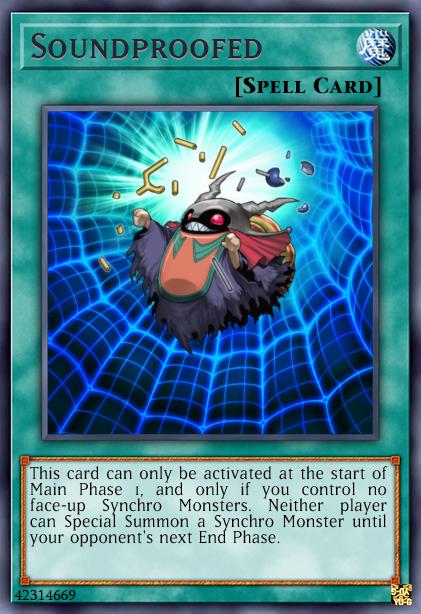 Soundproofed
魔
[Spell Card]
This card can only be activated at the start of
Main Phase 1, and only if you control no
face-up Synchro Monsters. Neither player
can Special Summon a Synchro Monster until
your opponent's next End Phase.
42314669